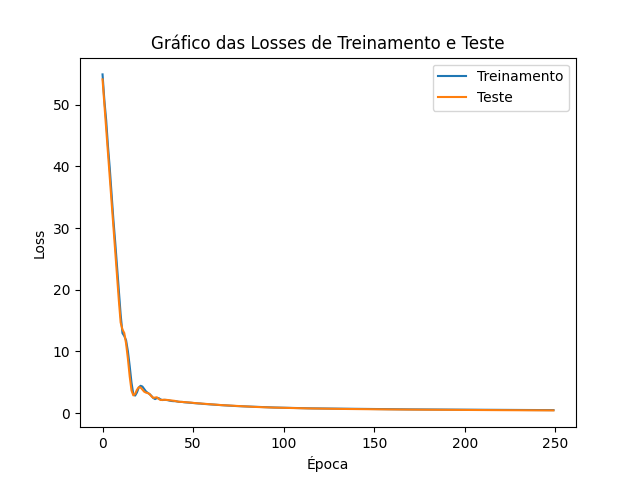 Gráfico das Losses de Treinamento e Teste
Treinamento
Teste
50
40
30
20
10
0
Loss
0 50 100 150 200 250
Época